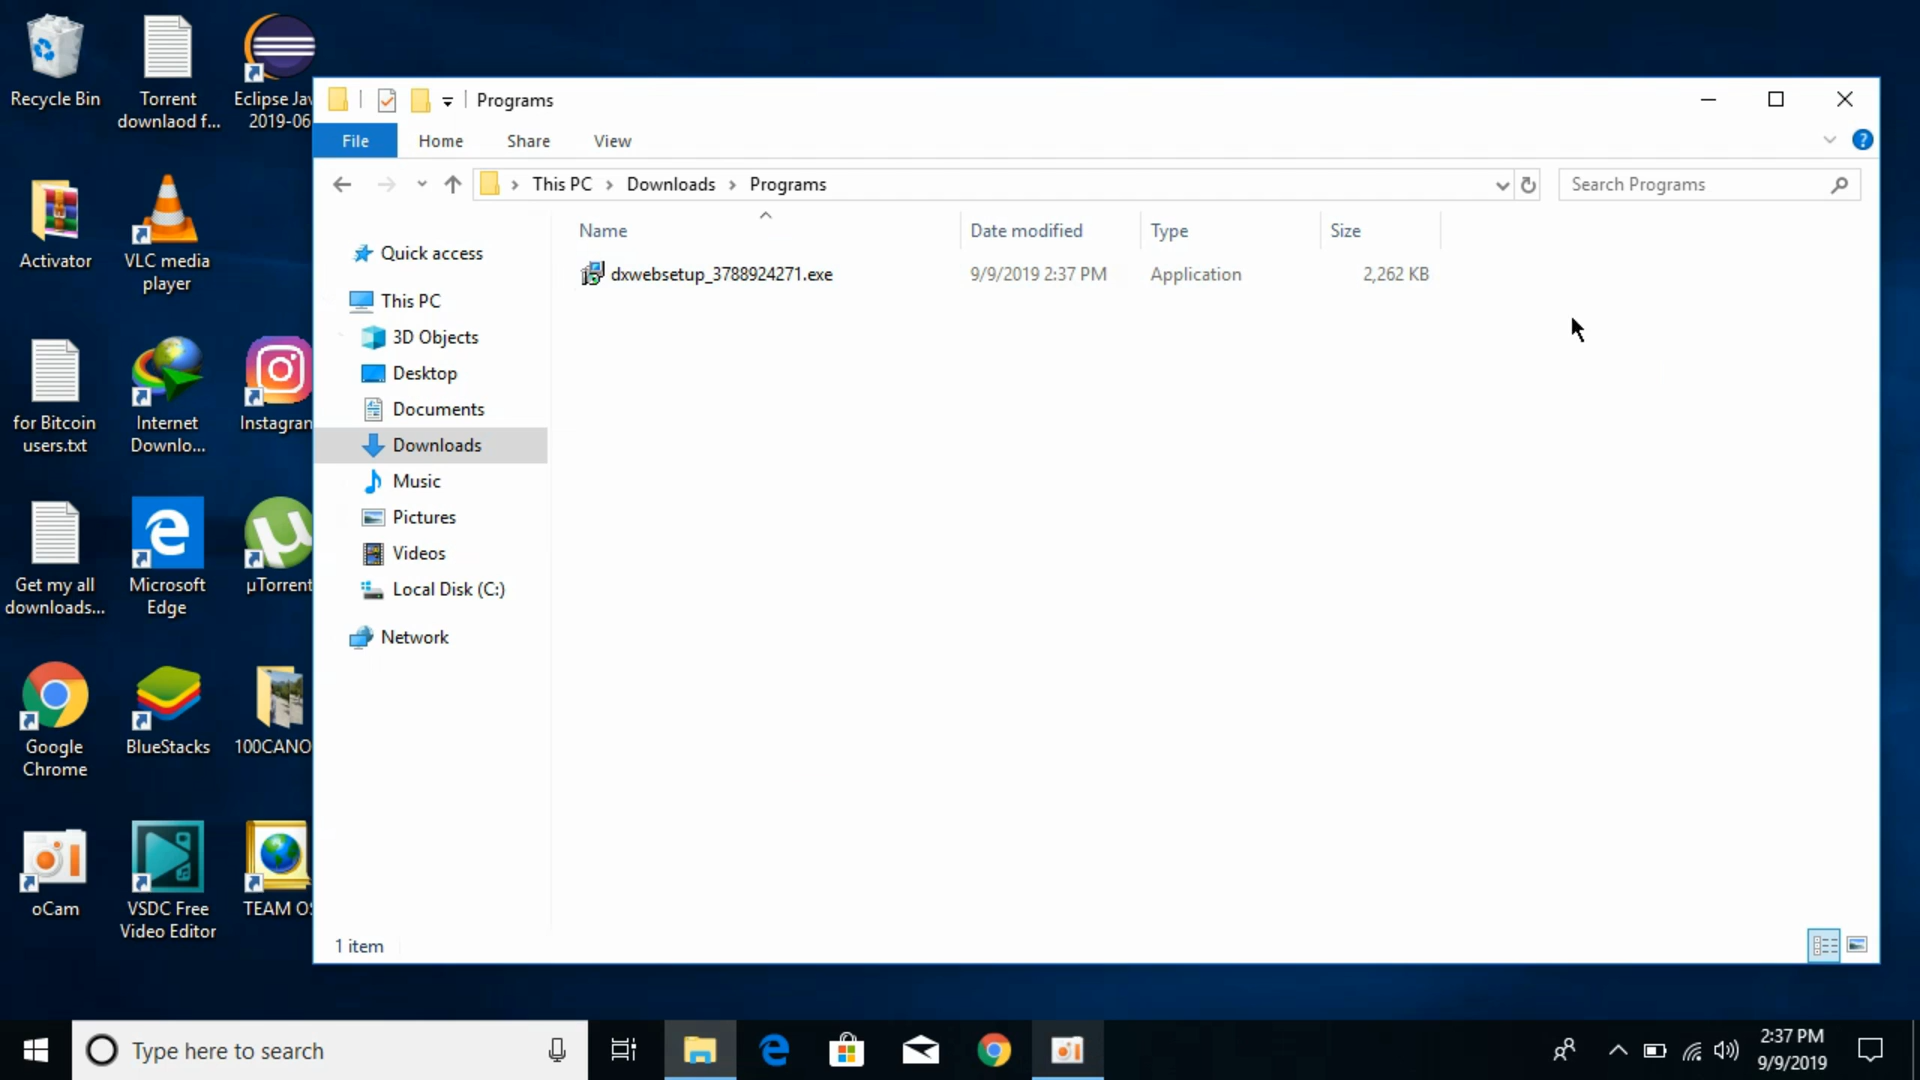 Recycle Bin
Torrent
downlaod f...
Eclipse Jav
2019-06
Activator
VLC media
player
for Bitcoin
users.txt
Internet
Downlo...
Instagram
Get my all
downloads...
Microsoft
Edge
µTorrent
Google
Chrome
BlueStacks
100CANO
oCam
VSDC Free
Video Editor
TEAM OS
Programs
File
Home
Share
View
This PC
Downloads
Programs
Search Programs
Name
Date modified
Type
Size
dxwebsetup_3788924271.exe
9/9/2019 2:37 PM
Application
2,262 KB
Quick access
This PC
3D Objects
Desktop
Documents
Downloads
Music
Pictures
Videos
Local Disk (C:)
Network
1 item
Type here to search
2:37 PM
9/9/2019